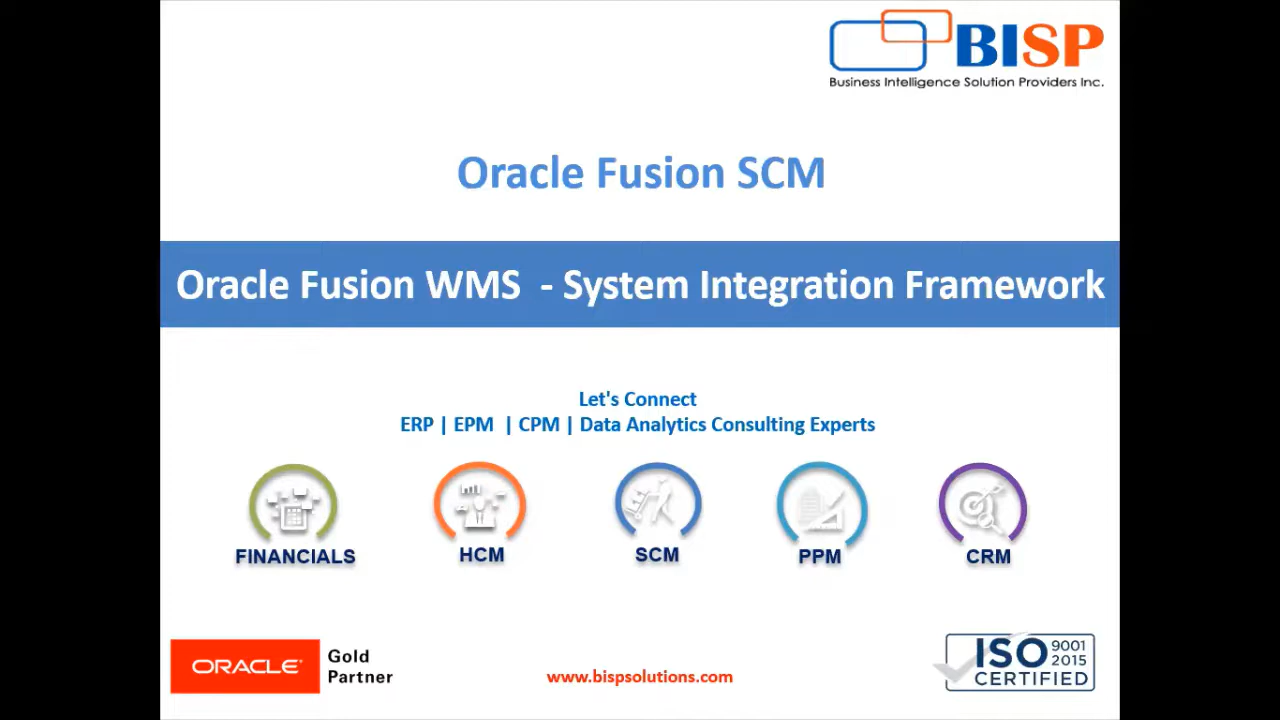 BISP
Business Intelligence Solution Providers Inc.
Oracle Fusion SCM
Oracle Fusion WMS - System Integration Framework
Let's Connect
ERP | EPM | CPM | Data Analytics Consulting Experts
FINANCIALS
HCM
SCM
PPM
CRM
ORACLE
Gold
Partner
www.bispsolutions.com
ISO 9001
2015
CERTIFIED